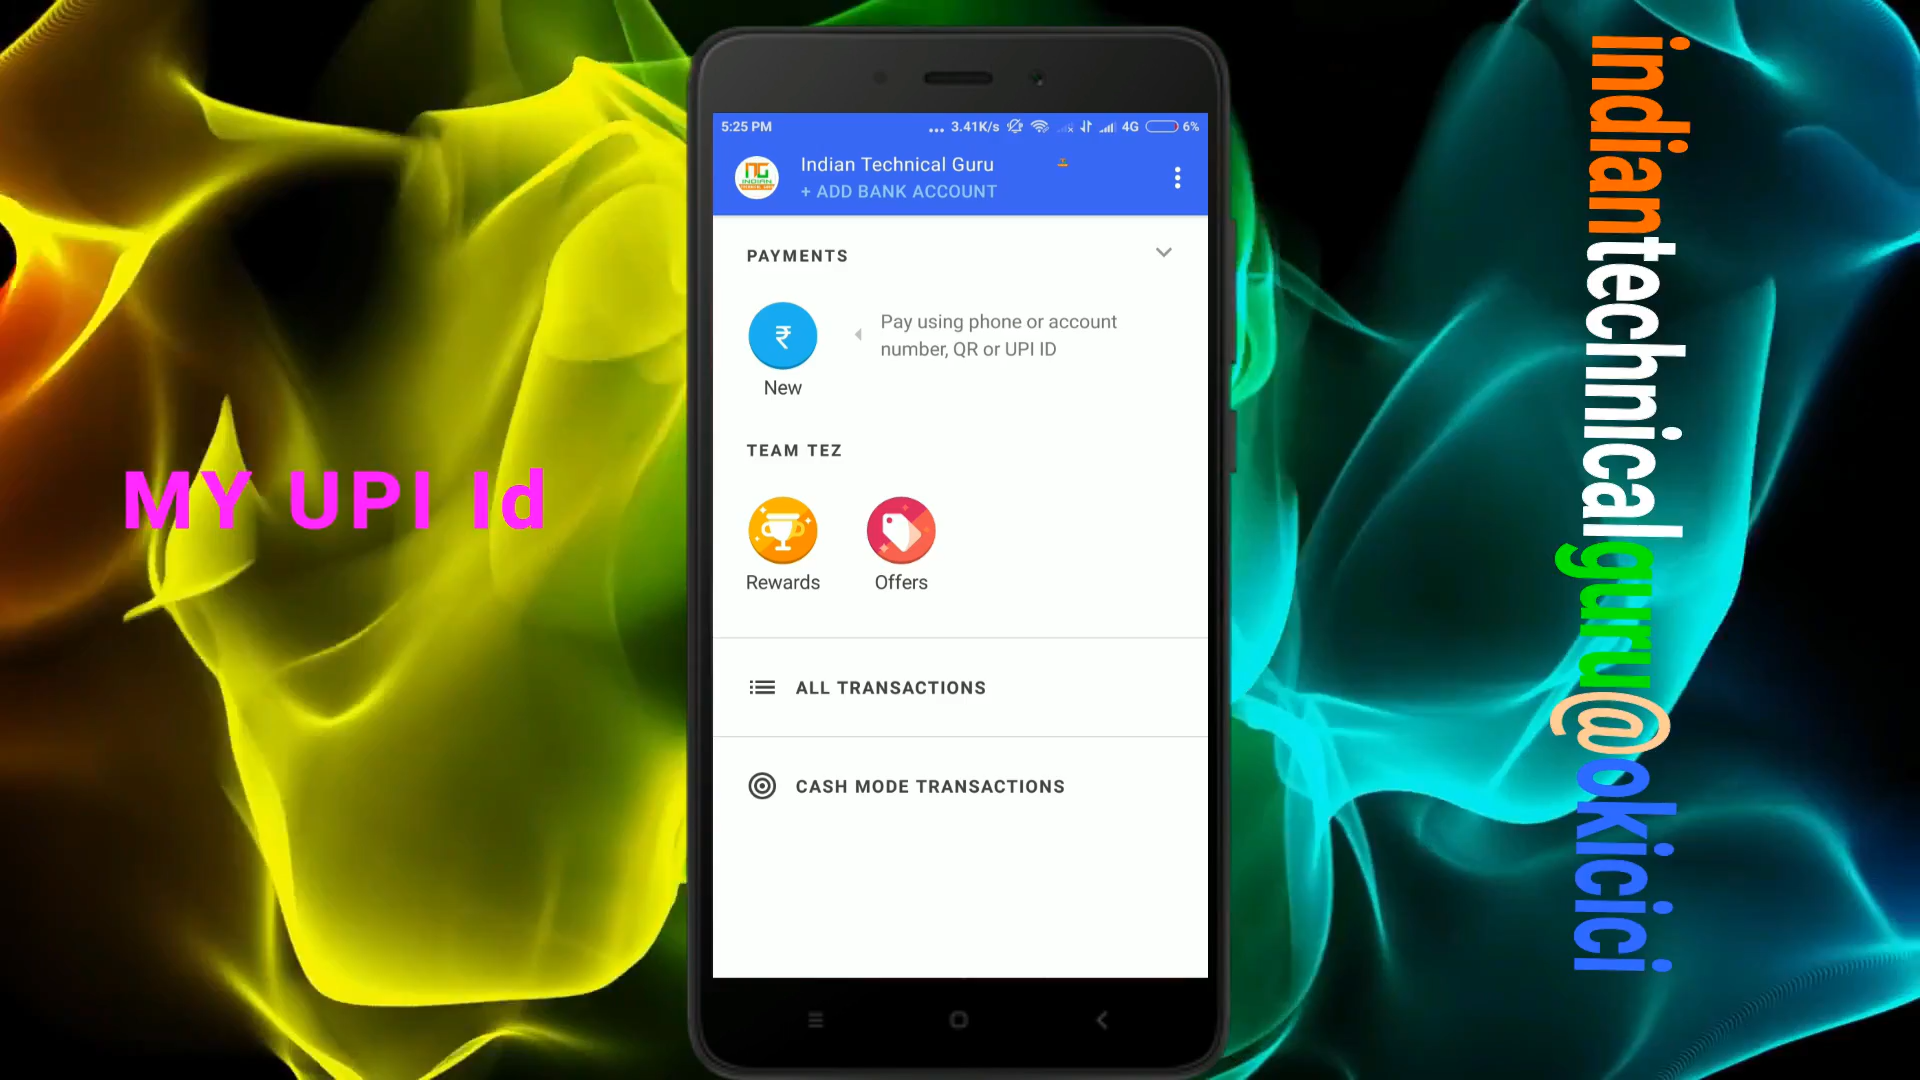 MY UPI Id
5:25 PM
... 3.41K/s 4G 6%
Indian Technical Guru
+ ADD BANK ACCOUNT
PAYMENTS
₹
Pay using phone or account
number, QR or UPI ID
New
TEAM TEZ
Rewards
Offers
ALL TRANSACTIONS
CASH MODE TRANSACTIONS
indiantechnicalguru@okicici